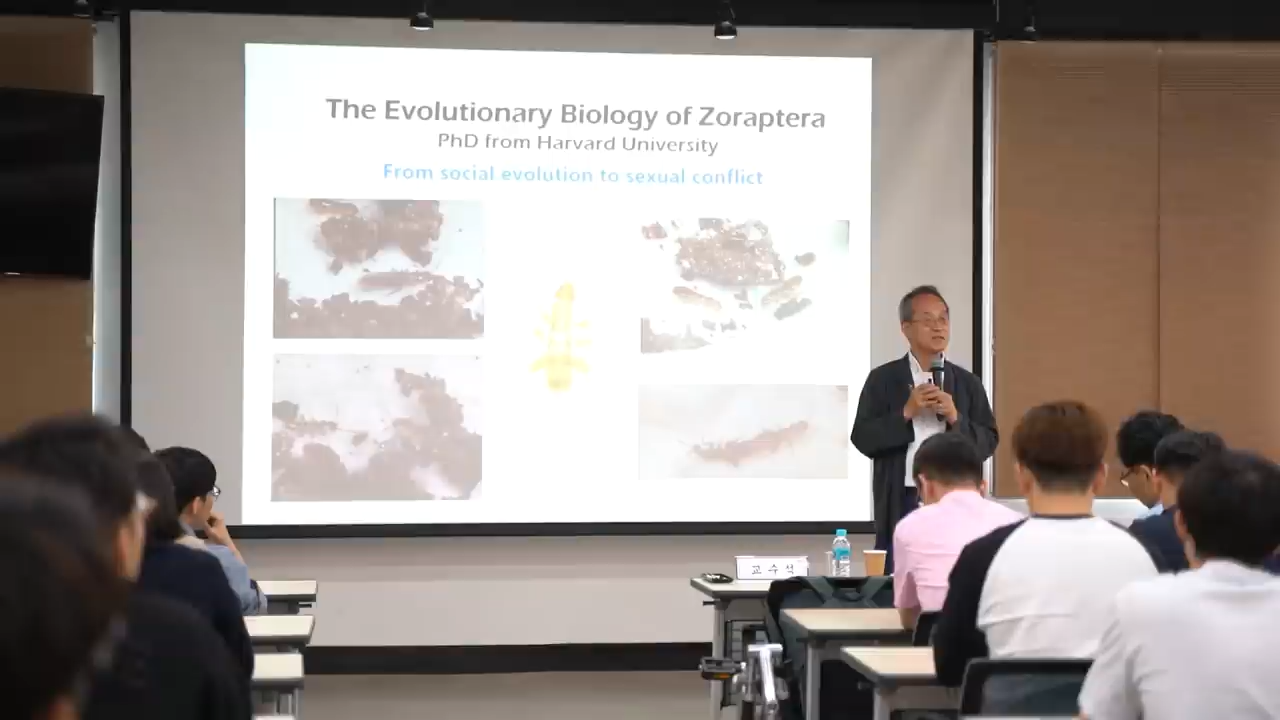 The Evolutionary Biology of Zoraptera
PhD from Harvard University
From social evolution to sexual conflict
교 수 석